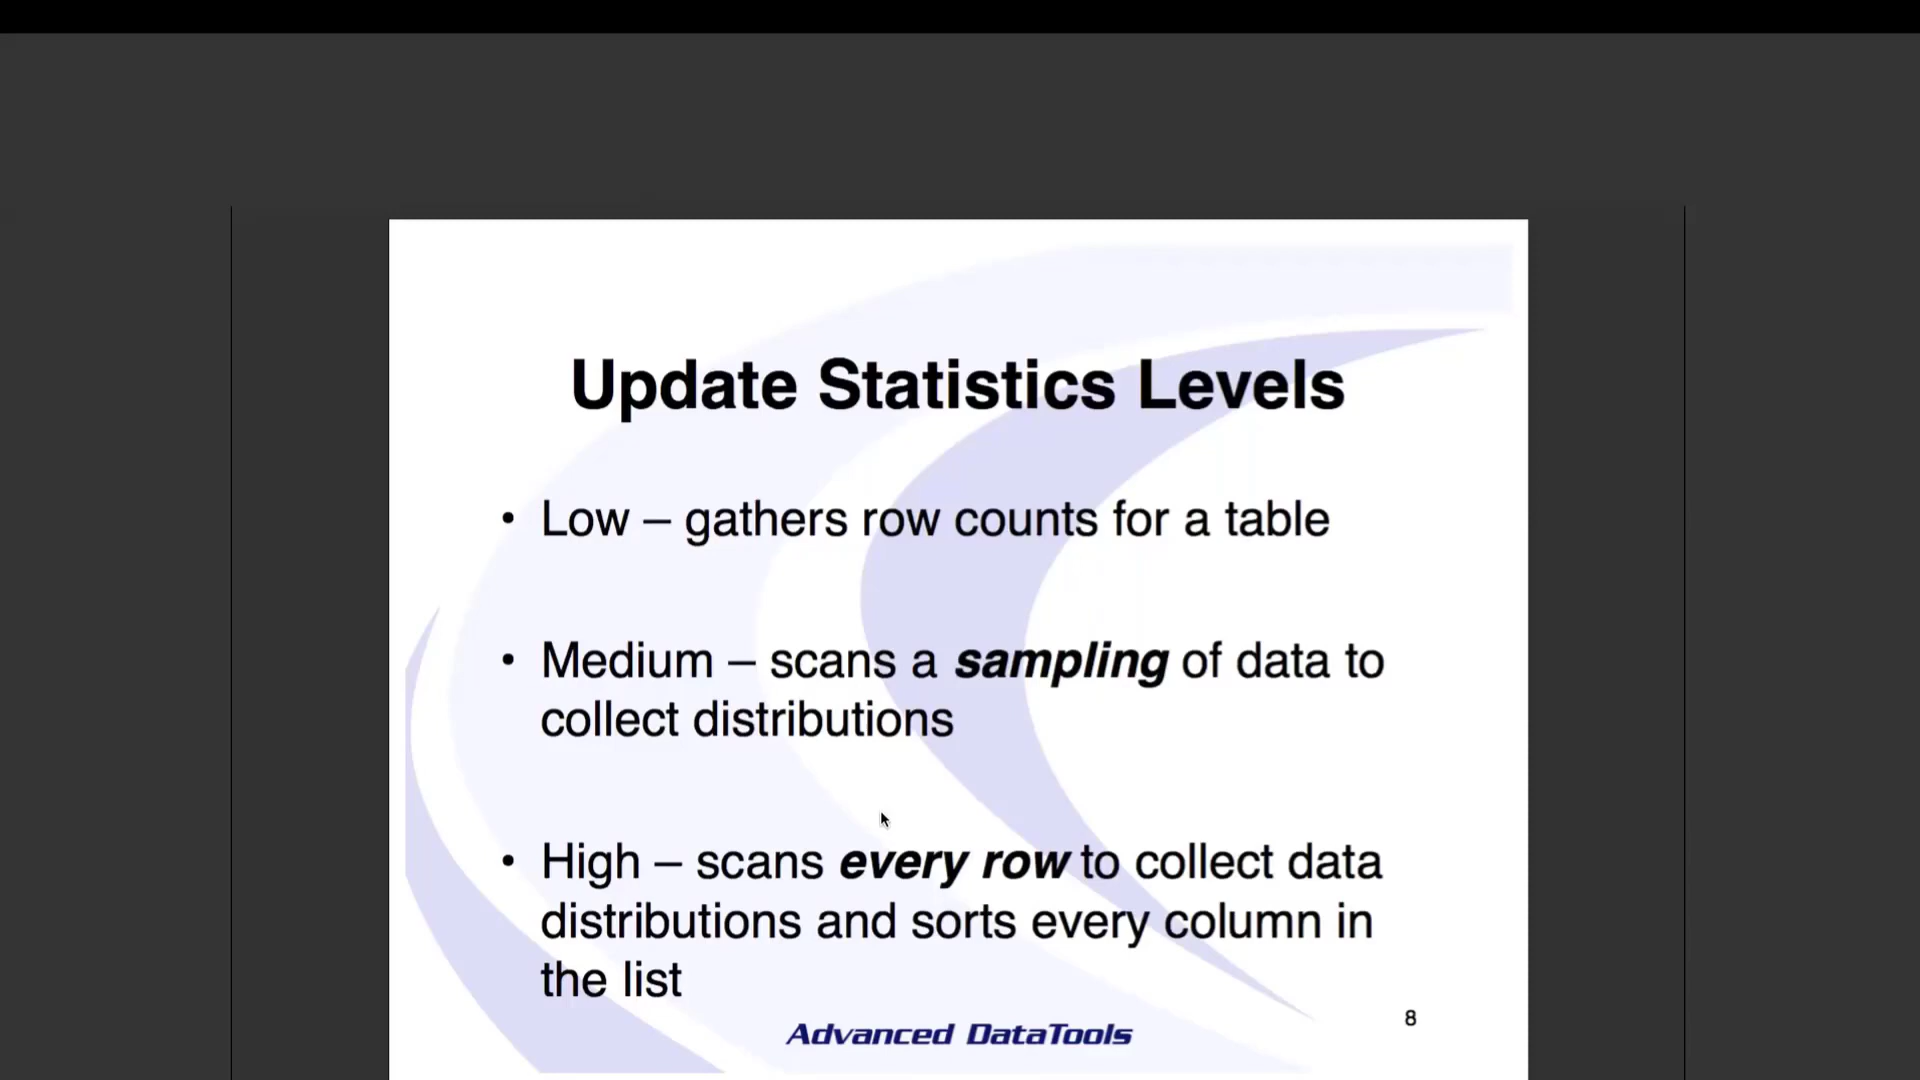 Update Statistics Levels
• Low – gathers row counts for a table
• Medium – scans a sampling of data to
collect distributions
• High – scans every row to collect data
distributions and sorts every column in
the list
Advanced DataTools
8